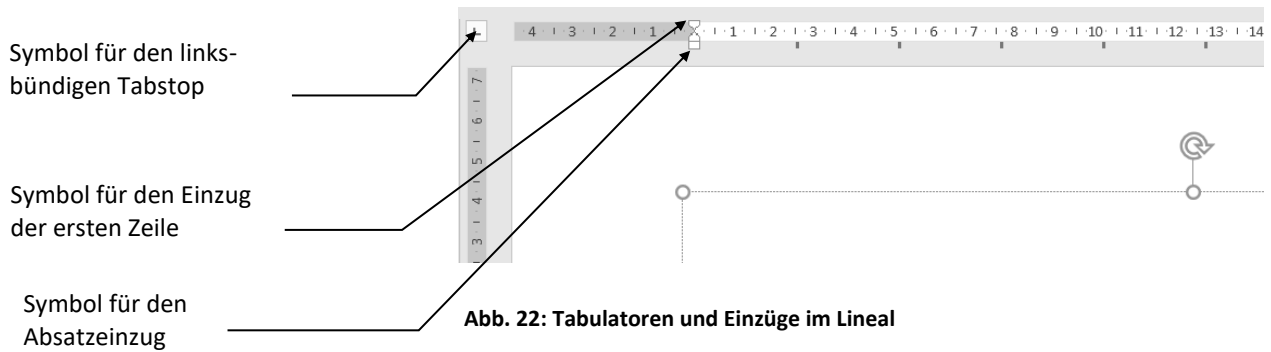 4 3 2 1 1 2 3 4 5 6 7 8 9 10 11 12 13 14
Symbol für den links-
bündigen Tabstop
7
6
5
4
3
Symbol für den Einzug
der ersten Zeile
Symbol für den
Absatzeinzug
Abb. 22: Tabulatoren und Einzüge im Lineal